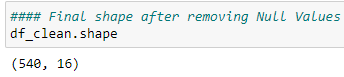 #### Final shape after removing Null Values
df_clean.shape
(540, 16)